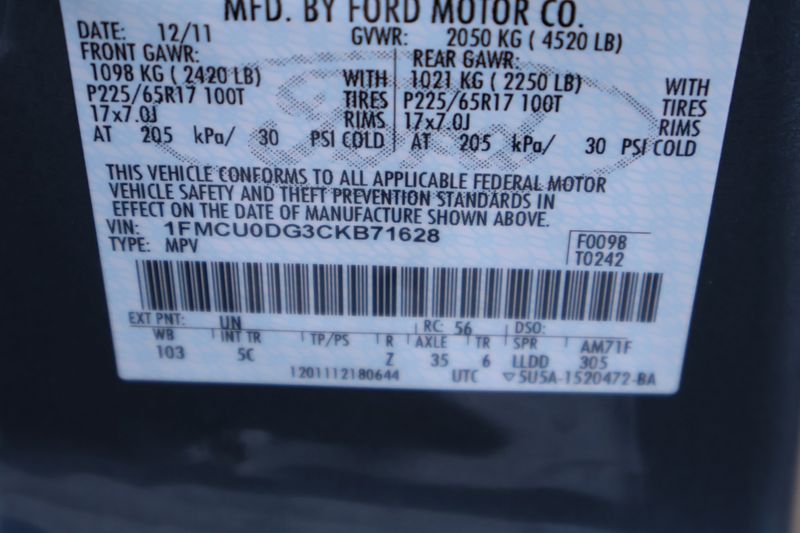 MFD. BY FORD MOTOR CO.
DATE: 12/11 GVWR: 2050 KG ( 4520 LB)
FRONT GAWR: REAR GAWR:
1098 KG ( 2420 LB) WITH 1021 KG ( 2250 LB) WITH
P225/65R17 100T TIRES P225/65R17 100T TIRES
17x7.0J RIMS 17x7.0J RIMS
AT 205 kPa/ 30 PSI COLD AT 205 kPa/ 30 PSI COLD
Ford
THIS VEHICLE CONFORMS TO ALL APPLICABLE FEDERAL MOTOR
VEHICLE SAFETY AND THEFT PREVENTION STANDARDS IN
EFFECT ON THE DATE OF MANUFACTURE SHOWN ABOVE.
VIN: 1FMCU0DG3CKB71628 F0098
TYPE: MPV T0242
EXT PNT: UN RC: 56 DSO:
WB INT TR TP/PS R AXLE TR SPR AM71F
103 5C Z 35 6 LLDD 305
1201112180644 UTC ▽5U5A-1520472-BA